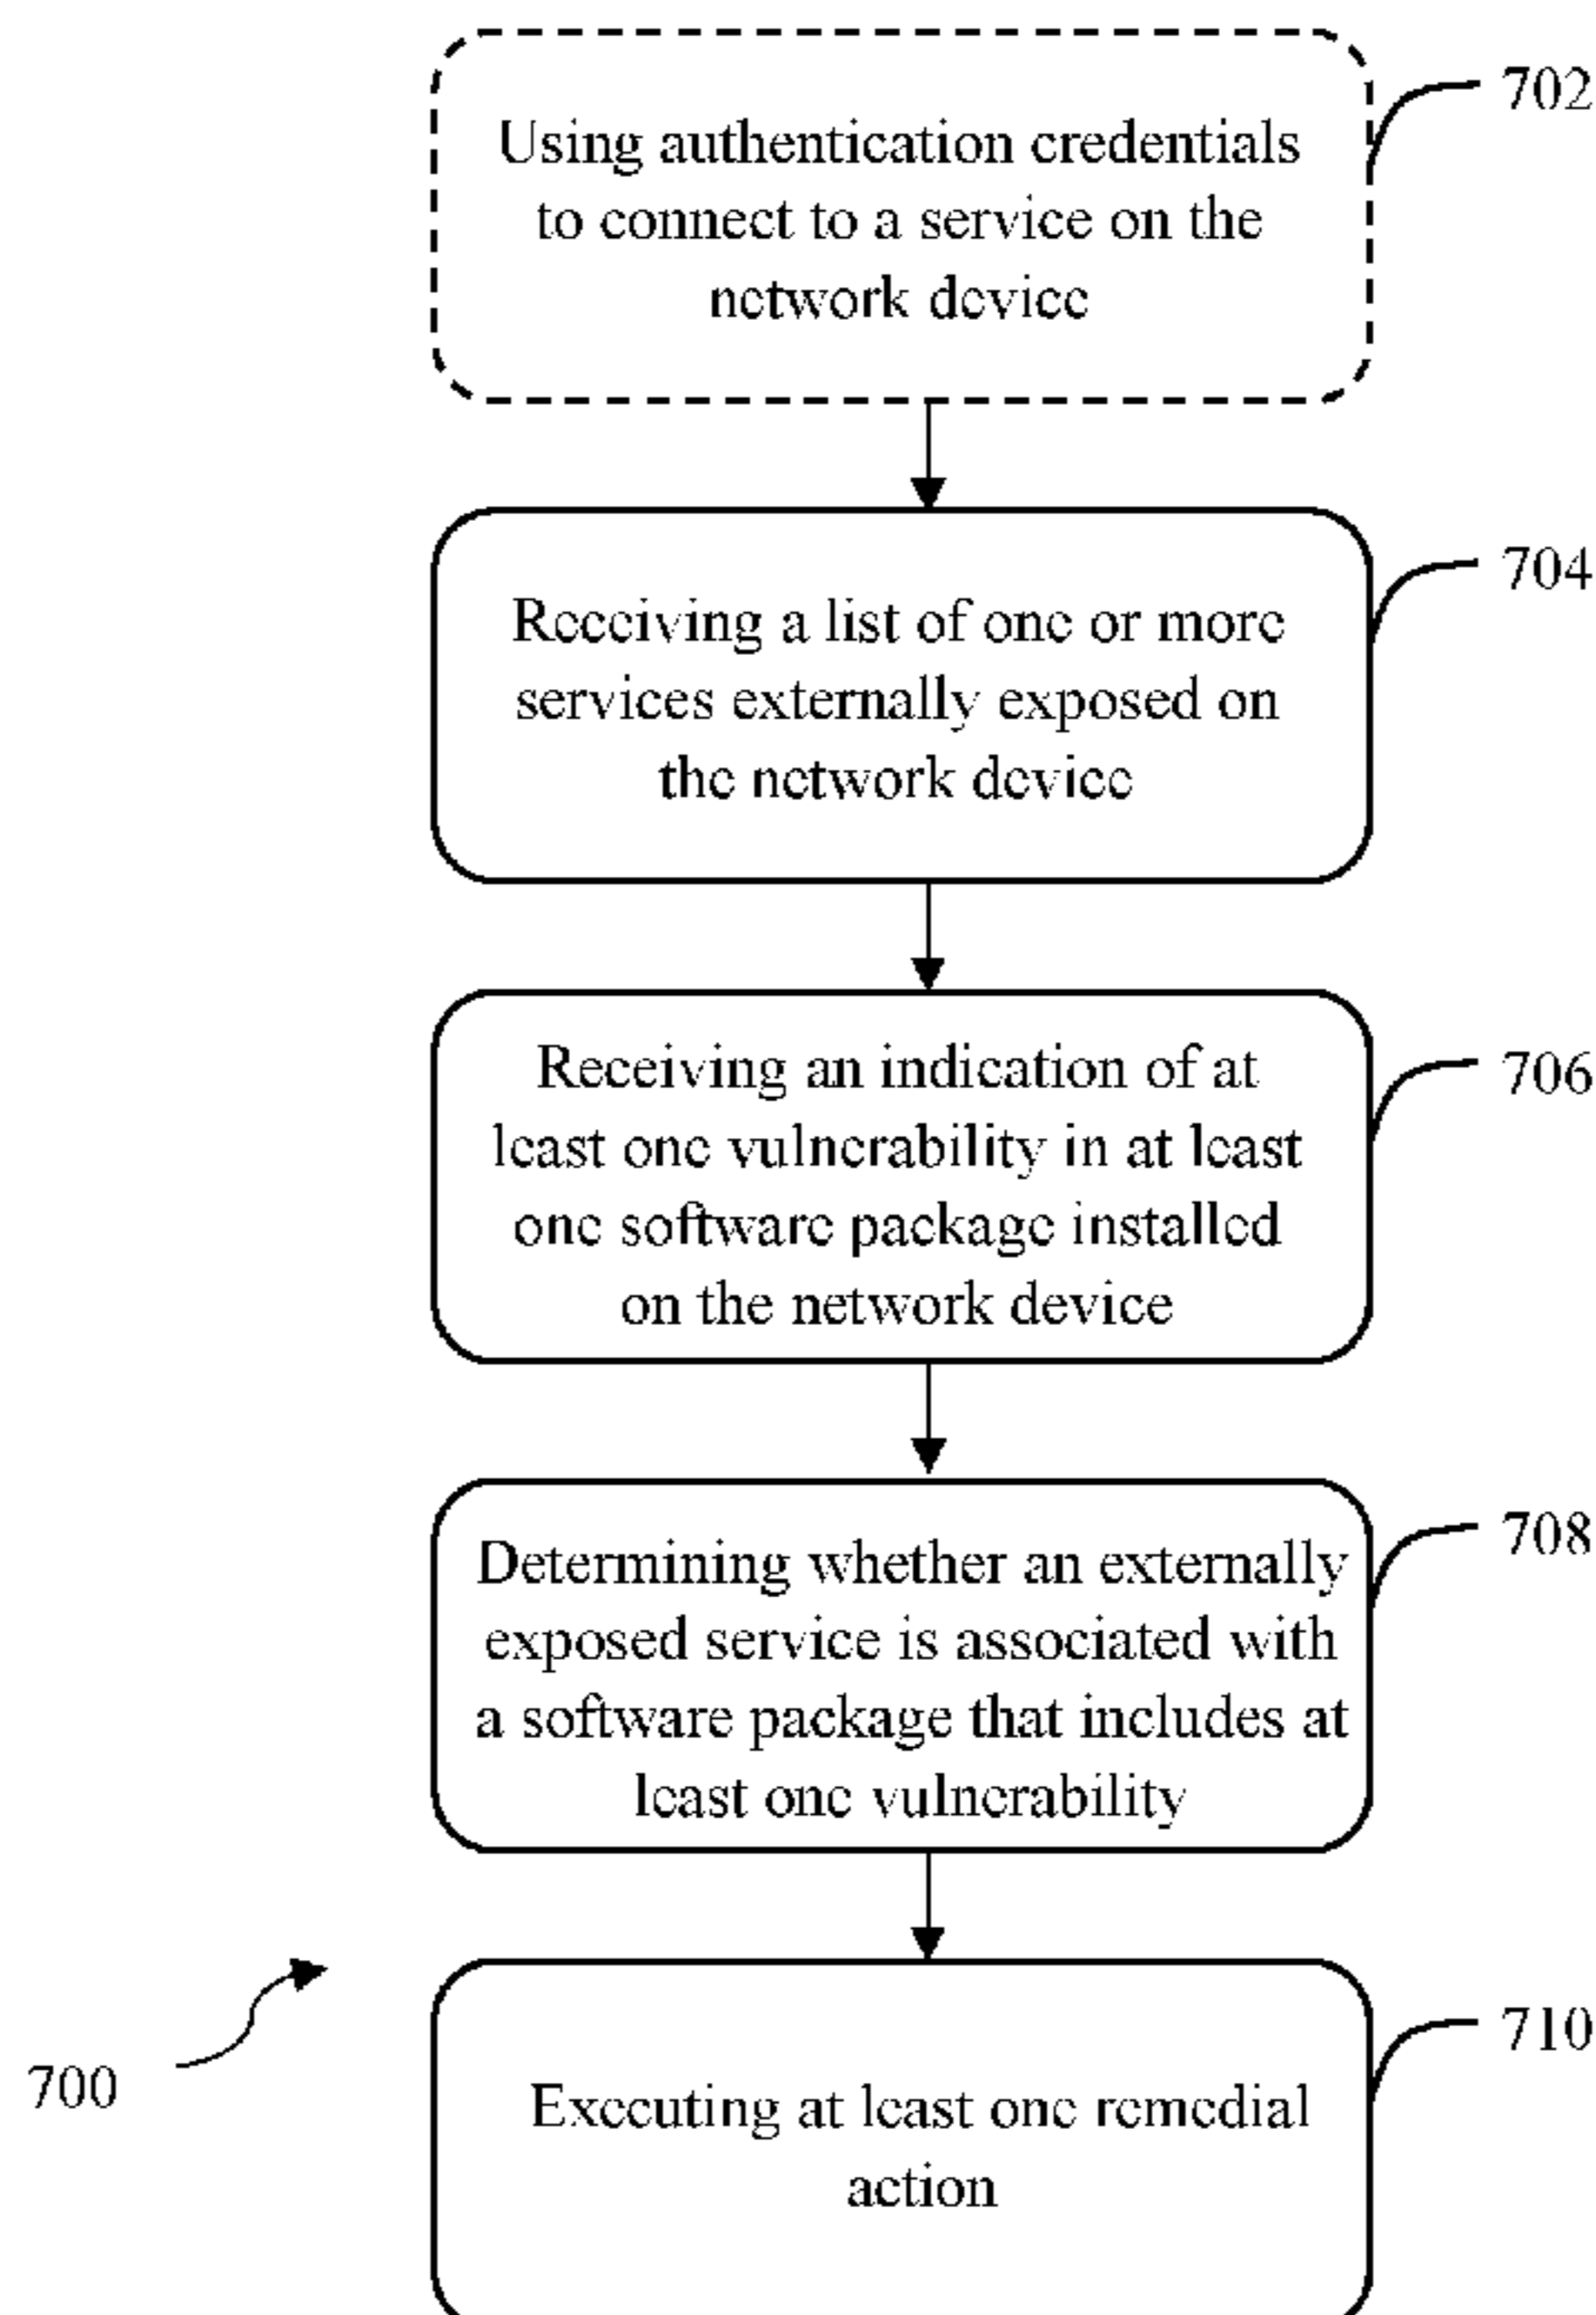 702
Using authentication credentials
to connect to a service on the
network device
704
Receiving a list of one or more
services externally exposed on
the network device
706
Receiving an indication of at
least one vulnerability in at least
one software package installed
on the network device
708
Determining whether an externally
exposed service is associated with
a software package that includes at
least one vulnerability
710
700
Executing at least one remedial
action